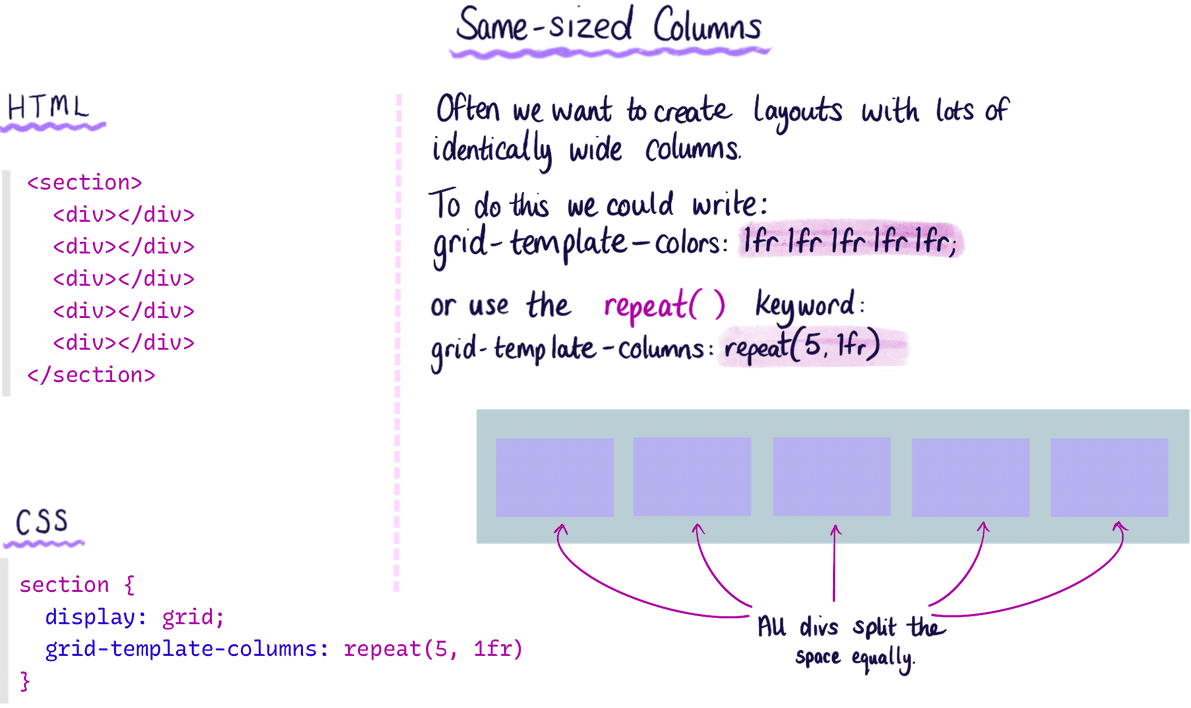 Same-sized Columns
HTML
<section>
<div></div>
<div></div>
<div></div>
<div></div>
<div></div>
</section>
CSS
section {
display: grid;
grid-template-columns: repeat(5, 1fr)
}
Often we want to create layouts with lots of
identically wide columns.
To do this we could write:
grid-template-colors: 1fr 1fr 1fr 1fr 1fr;
or use the repeat( ) keyword:
grid-template-columns: repeat(5, 1fr)
All divs split the
space equally.